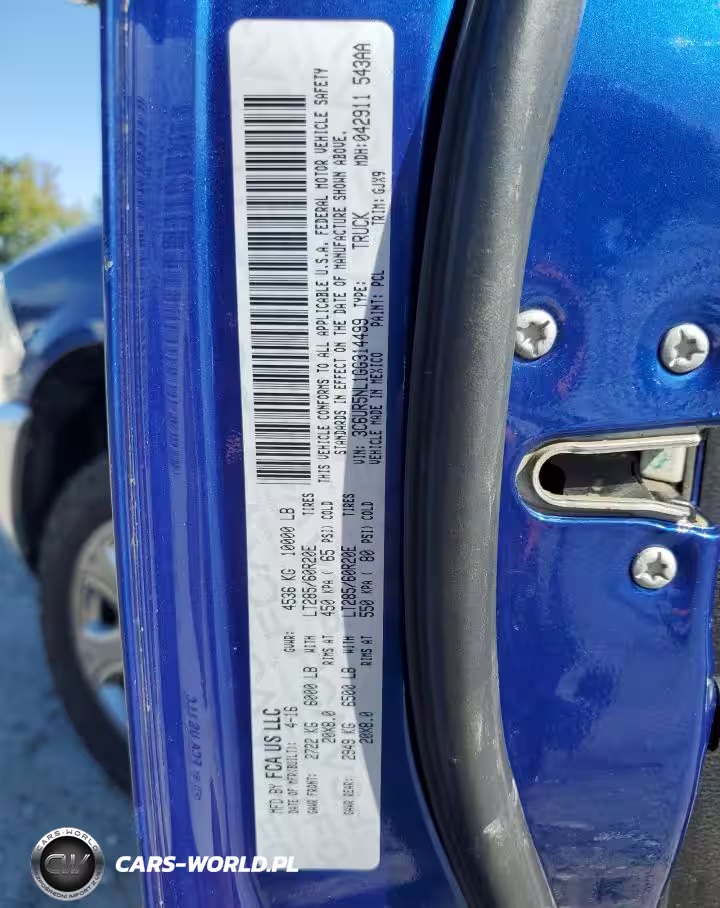 MFD BY FCA US LLC
DATE OF MFR(BUILT): 4-16 GVWR: 4536 KG 10000 LB
GAWR FRONT: 2722 KG 6000 LB WITH LT285/60R20E TIRES
20X8.0 RIMS AT 450 KPA ( 65 PSI) COLD
GAWR REAR: 2949 KG 6500 LB WITH LT285/60R20E TIRES
20X8.0 RIMS AT 550 KPA ( 80 PSI) COLD
THIS VEHICLE CONFORMS TO ALL APPLICABLE U.S.A. FEDERAL MOTOR VEHICLE SAFETY
STANDARDS IN EFFECT ON THE DATE OF MANUFACTURE SHOWN ABOVE.
VIN: 3C6UR5NL1GG314499 TYPE: TRUCK MDH:042911 543AA
VEHICLE MADE IN MEXICO PAINT: PCL TRIM: GJX9
CARS-WORLD
CW
CARS-WORLD.PL